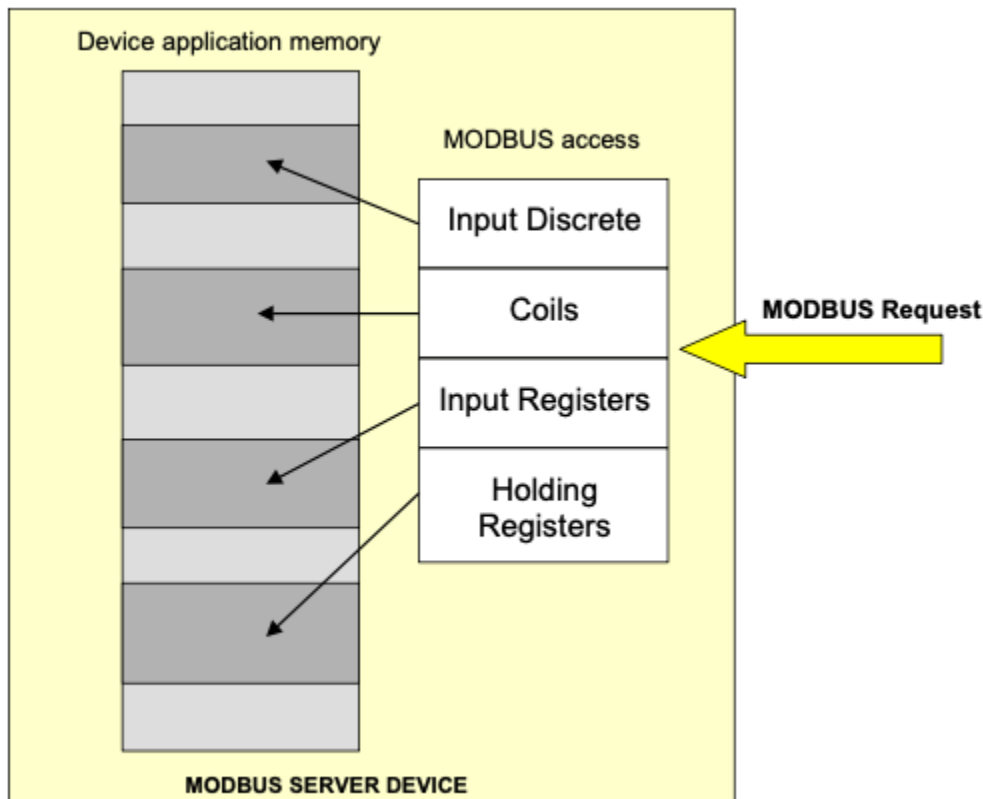 Device application memory
MODBUS access
Input Discrete
Coils
MODBUS Request
Input Registers
Holding
Registers
MODBUS SERVER DEVICE